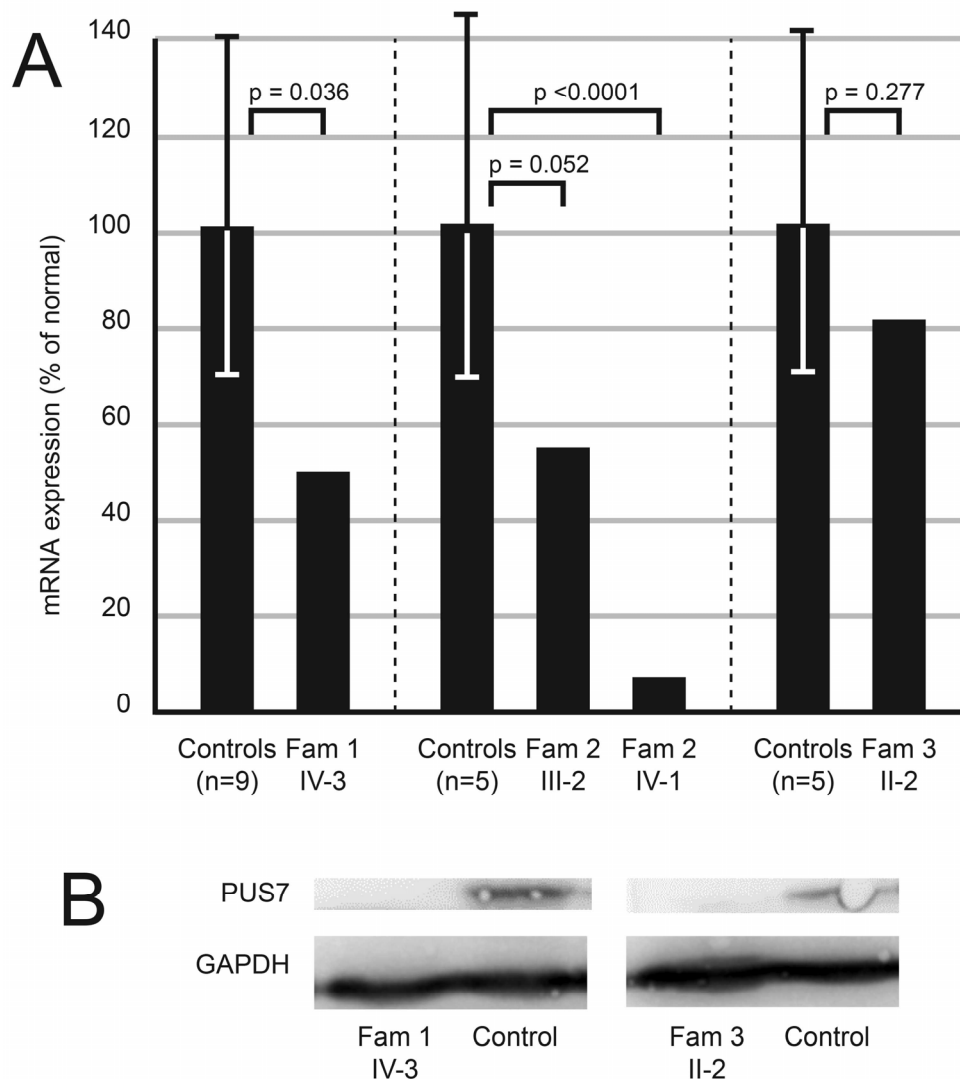 A
mRNA expression (% of normal)
140
120
100
80
60
40
20
0
p = 0.036
p <0.0001
p = 0.052
p = 0.277
Controls (n=9)
Fam 1 IV-3
Controls (n=5)
Fam 2 III-2
Fam 2 IV-1
Controls (n=5)
Fam 3 II-2
B
PUS7
GAPDH
Fam 1 IV-3
Control
Fam 3 II-2
Control